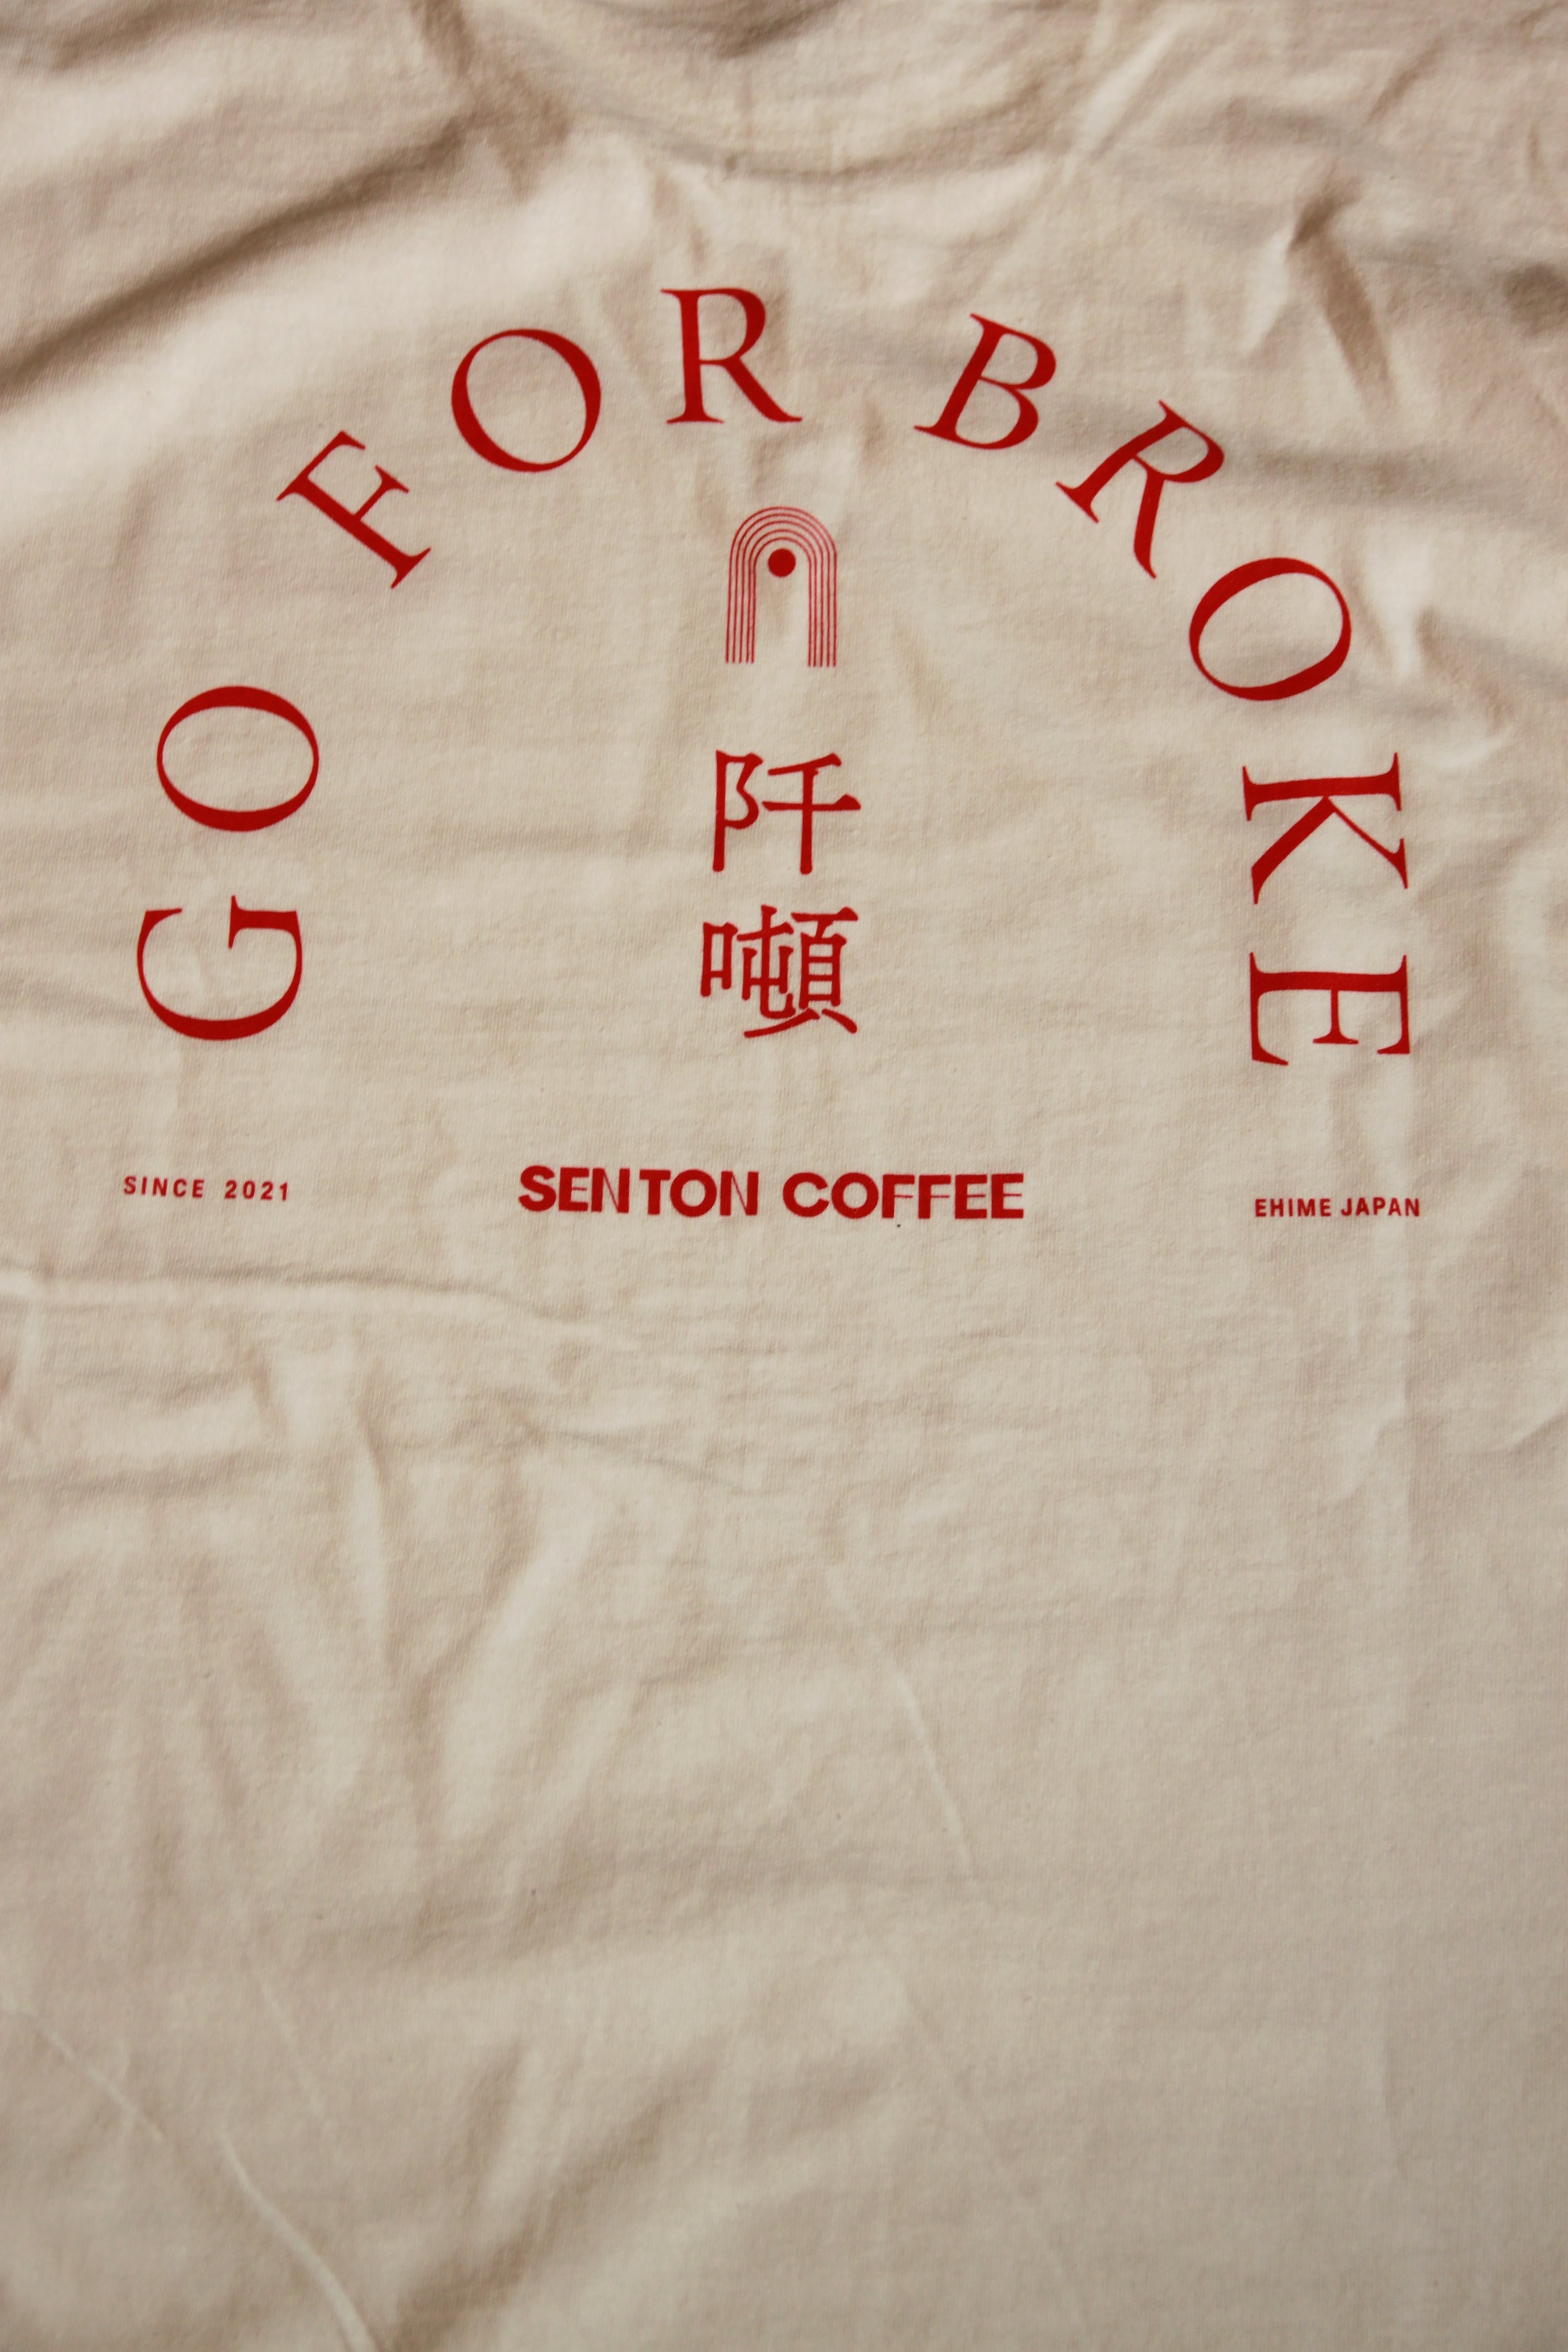 GO FOR BROKE
阡
噸
SINCE 2021
SENTON COFFEE
EHIME JAPAN